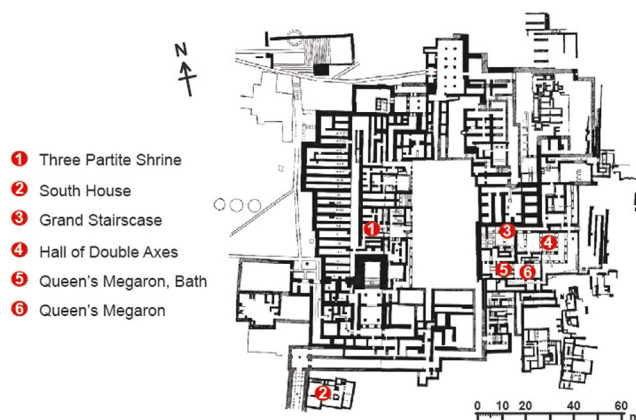 N
1 Three Partite Shrine
2 South House
3 Grand Stairscase
4 Hall of Double Axes
5 Queen's Megaron, Bath
6 Queen's Megaron
1
3
4
5
6
2
0 10 20 40 60
m